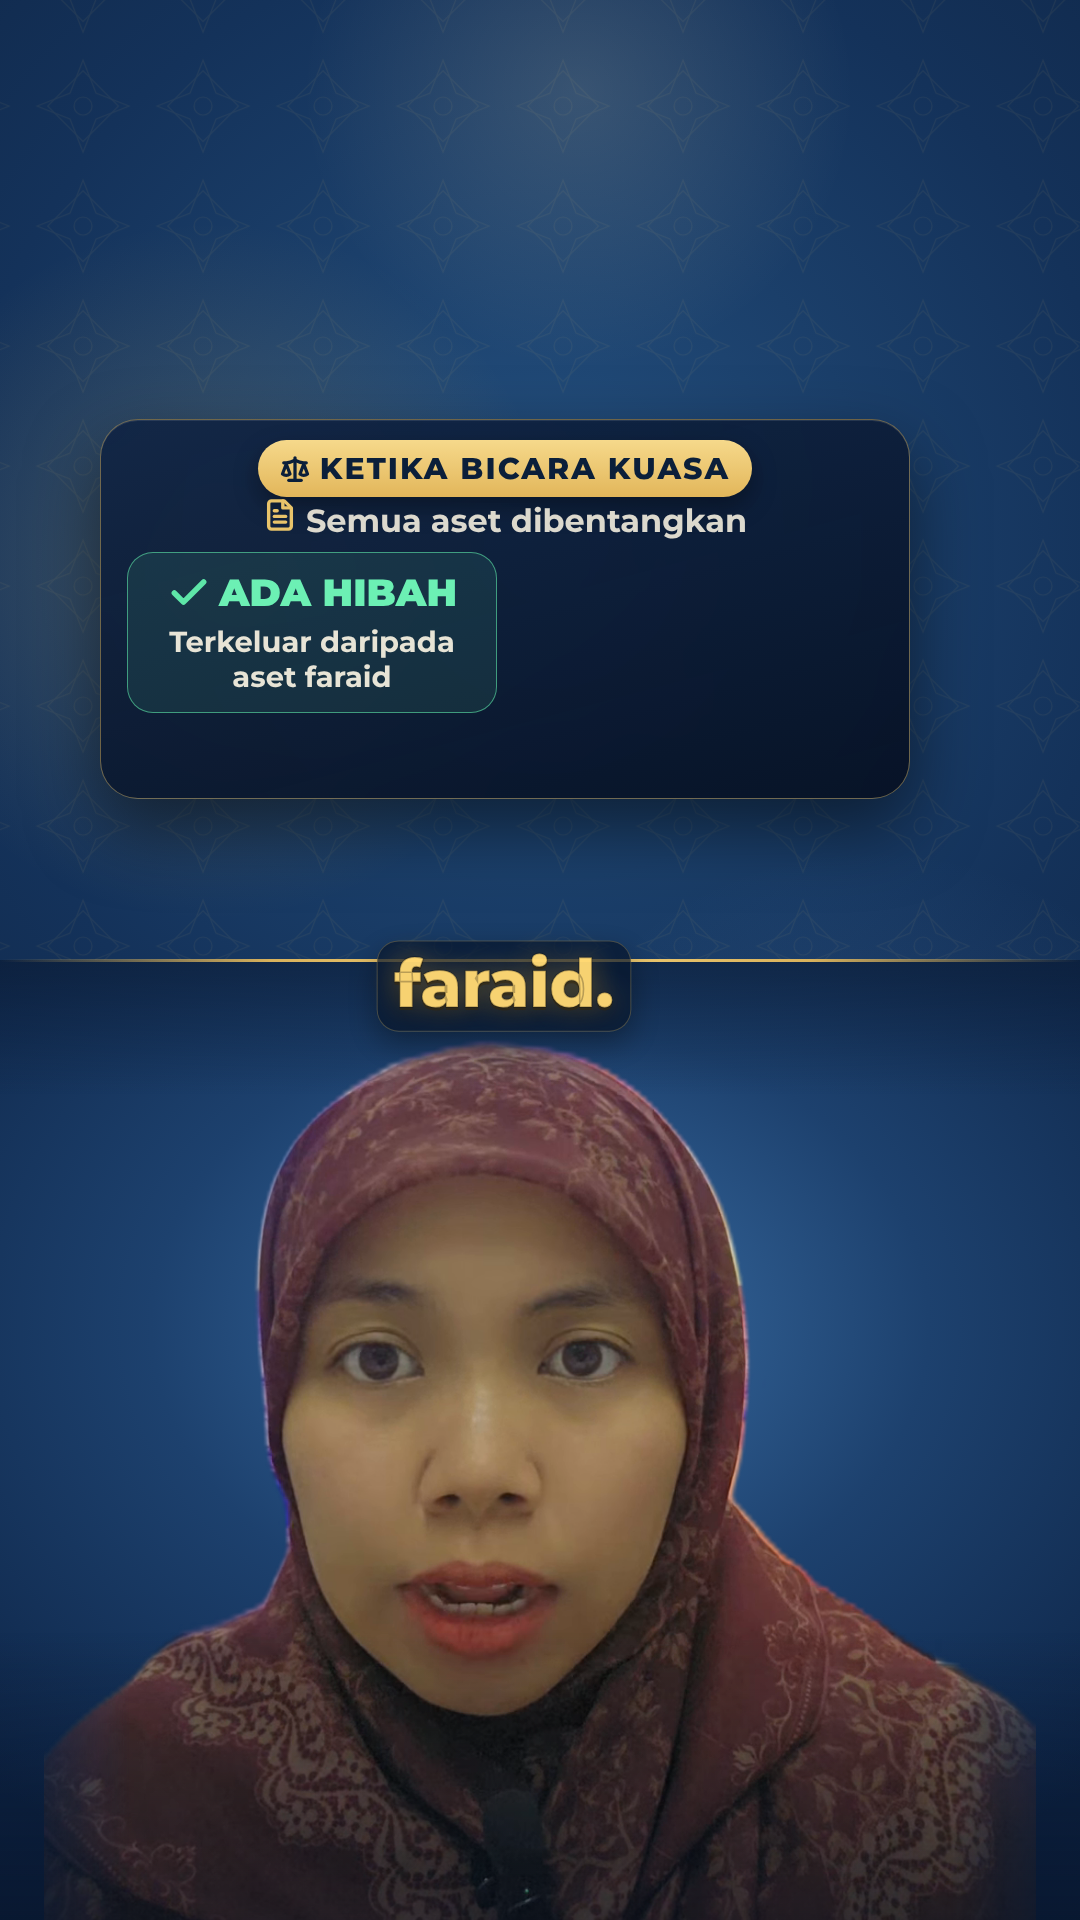 KETIKA BICARA KUASA
Semua aset dibentangkan
ADA HIBAH
Terkeluar daripada
aset faraid
faraid.